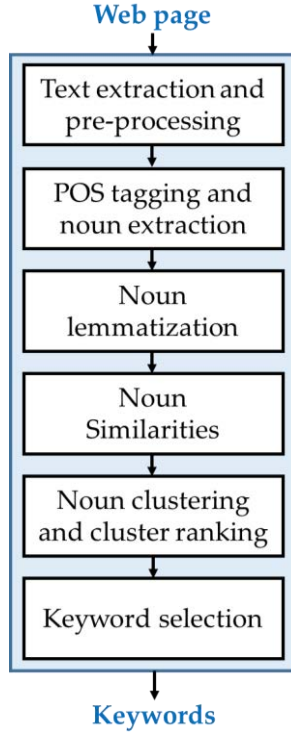 Web page
Text extraction and
pre-processing
POS tagging and
noun extraction
Noun
lemmatization
Noun
Similarities
Noun clustering
and cluster ranking
Keyword selection
Keywords